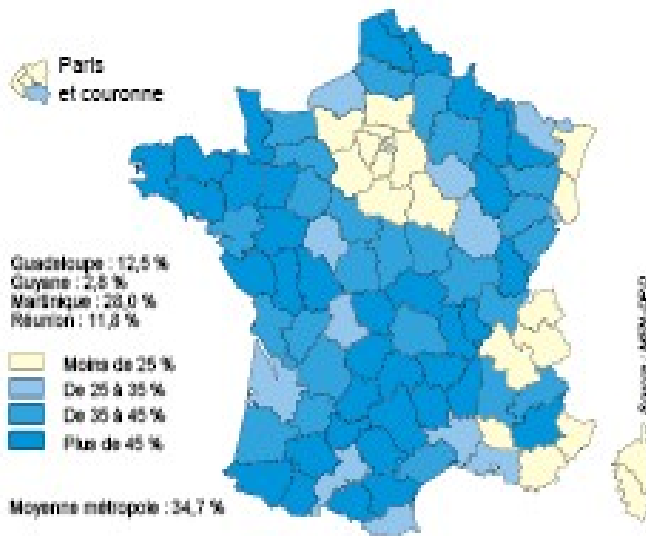 Paris
et couronne
Guadeloupe : 12,5 %
Guyane : 2,8 %
Martinique : 28,0 %
Réunion : 11,8 %
Moins de 25 %
De 25 à 35 %
De 35 à 45 %
Plus de 45 %
Moyenne métropole : 34,7 %